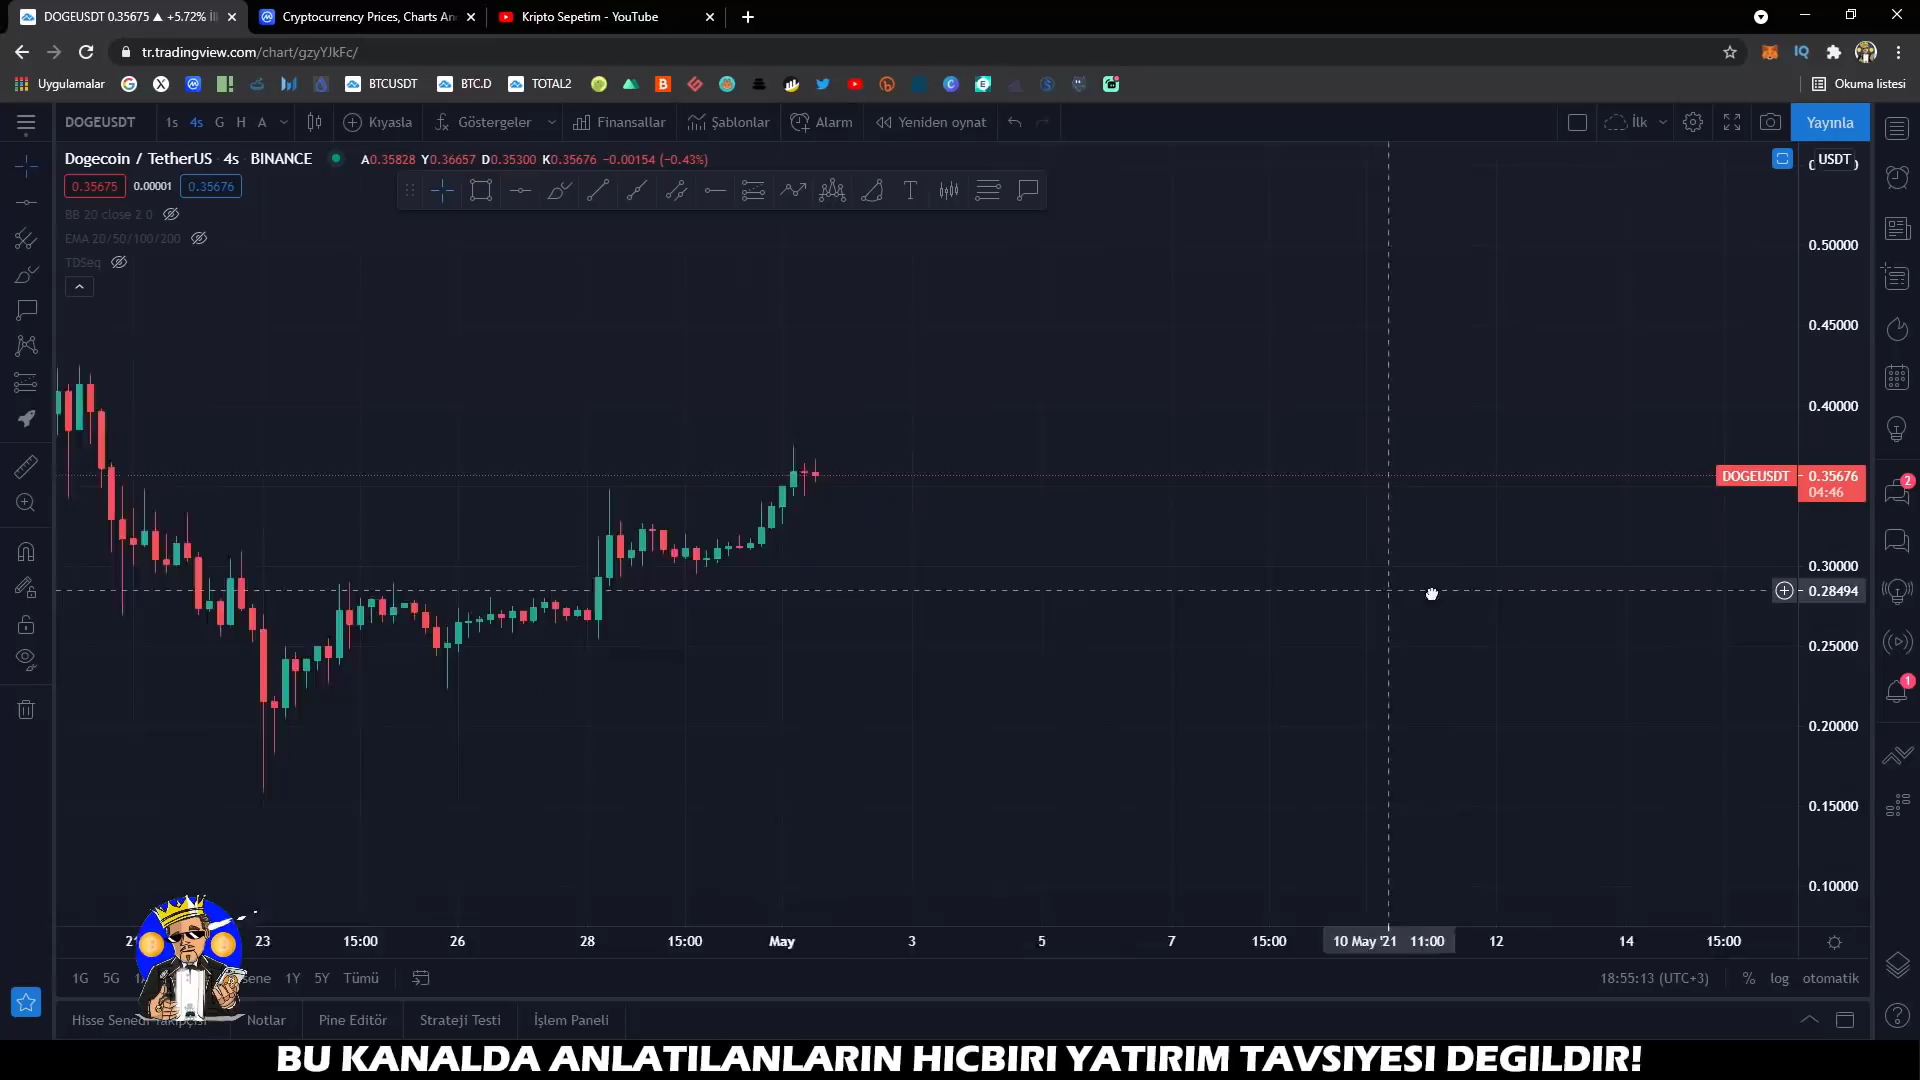 DOGEUSDT 0.35675 ▲ +5.72%
Cryptocurrency Prices, Charts An
Kripto Sepetim - YouTube
tr.tradingview.com/chart/gzyYJkFc/
Uygulamalar
BTCUSDT
BTC.D
TOTAL2
Okuma listesi
DOGEUSDT
1s
4s
G
H
A
Kıyasla
Göstergeler
Finansallar
Şablonlar
Alarm
Yeniden oynat
İlk
Yayınla
Dogecoin / TetherUS 4s BINANCE
A0.35828 Y0.36657 D0.35300 K0.35676 −0.00154 (−0.43%)
USDT
0.35675
0.00001
0.35676
BB 20 close 2 0
EMA 20/50/100/200
TDSeq
0.50000
0.45000
0.40000
DOGEUSDT
0.35676
04:46
0.30000
0.28494
0.25000
0.20000
0.15000
0.10000
2
1
23
15:00
26
28
15:00
May
3
5
7
15:00
10 May '21 11:00
12
14
15:00
1G
5G
sene
1Y
5Y
Tümü
18:55:13 (UTC+3)
%
log
otomatik
Notlar
Pine Editör
Strateji Testi
İşlem Paneli
BU KANALDA ANLATILANLARIN HICBIRI YATIRIM TAVSIYESI DEGILDIR!